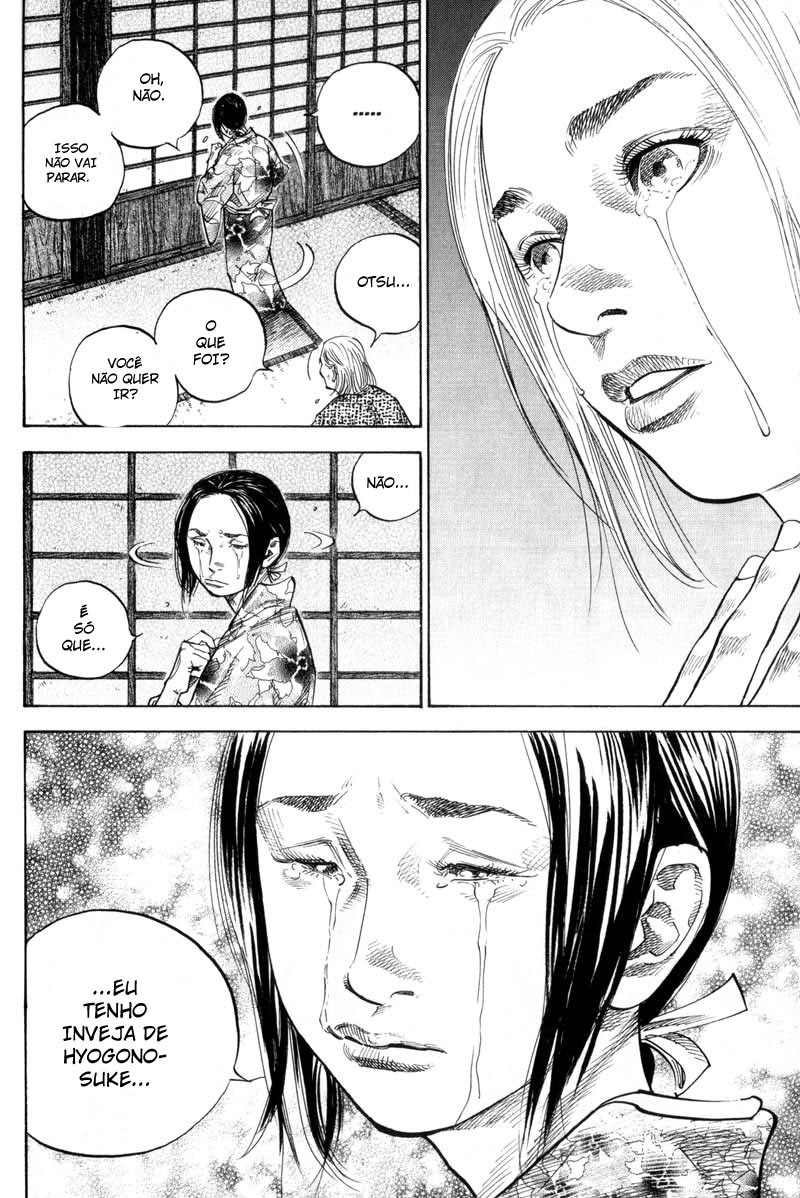 .....
OH,
NÃO.
ISSO
NÃO VAI
PARAR.
OTSU...
O
QUE
FOI?
VOCÊ
NÃO QUER
IR?
NÃO...
É
SÓ
QUE...
...EU
TENHO
INVEJA DE
HYOGONO-
SUKE...